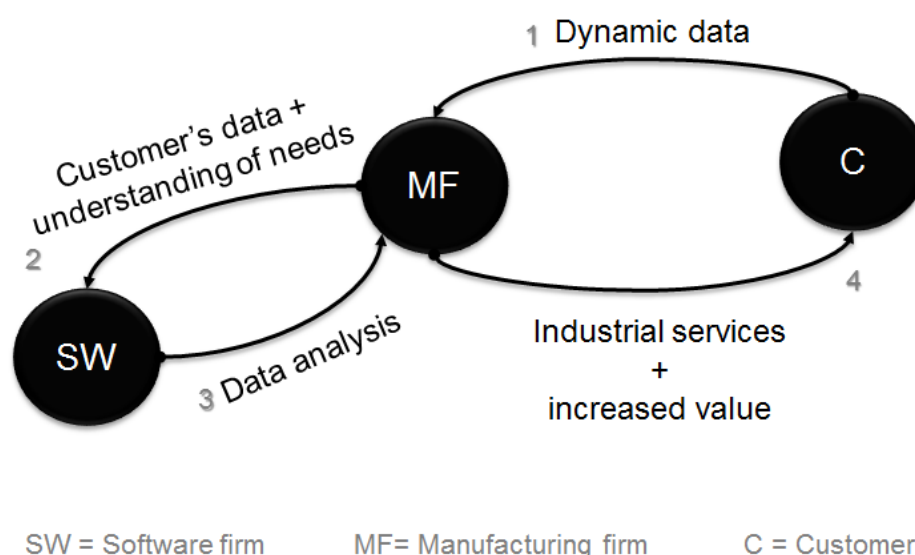 1 Dynamic data
Customer's data +
understanding of needs
MF
C
2
4
SW
3 Data analysis
Industrial services
+
increased value
SW = Software firm
MF= Manufacturing firm
C = Customer